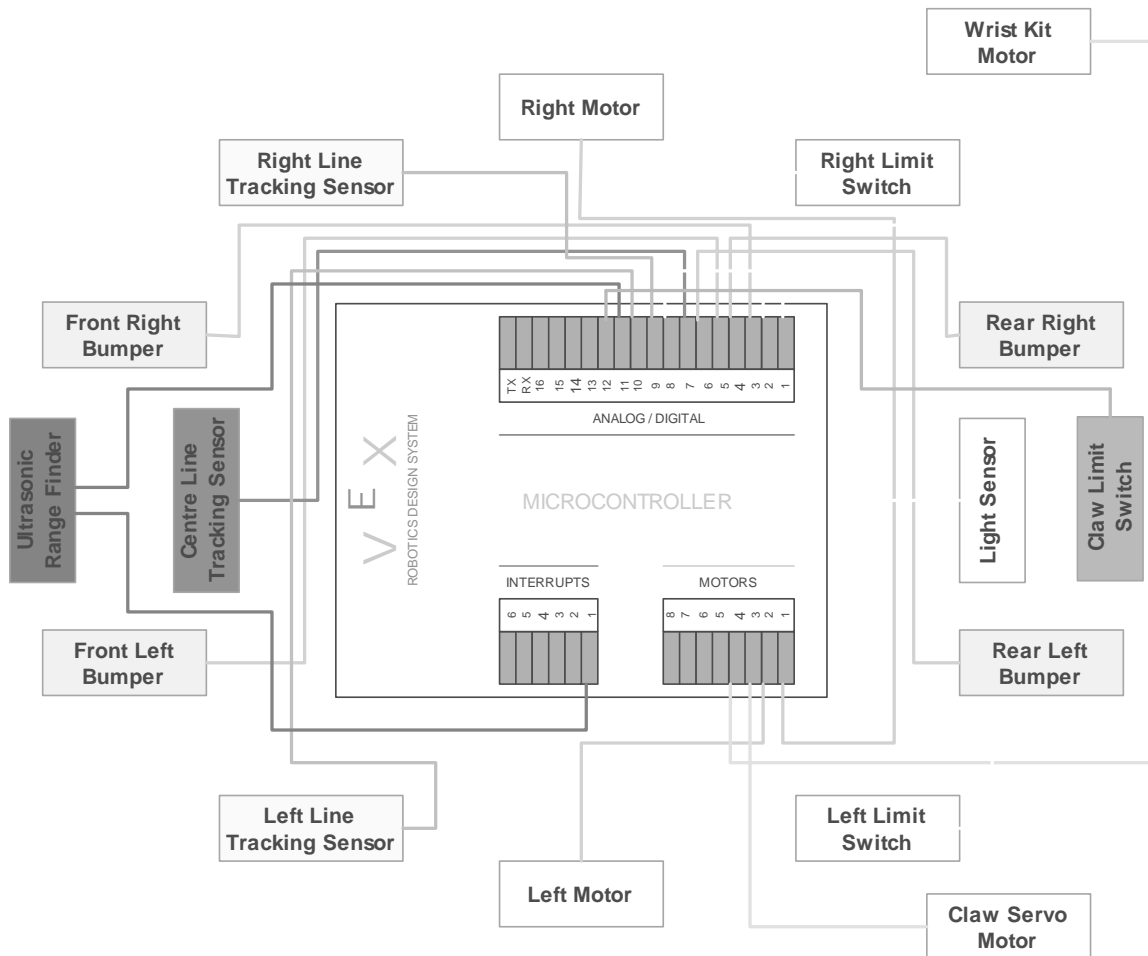 Wrist Kit
Motor
Right Motor
Right Line
Tracking Sensor
Right Limit
Switch
Front Right
Bumper
Rear Right
Bumper
TX
RX
16
15
14
13
12
11
10
9
8
7
6
5
4
3
2
1
ANALOG / DIGITAL
Ultrasonic
Range Finder
Centre Line
Tracking Sensor
VEX
ROBOTICS DESIGN SYSTEM
MICROCONTROLLER
Light Sensor
Claw Limit
Switch
INTERRUPTS
MOTORS
6
5
4
3
2
1
8
7
6
5
4
3
2
1
Front Left
Bumper
Rear Left
Bumper
Left Line
Tracking Sensor
Left Limit
Switch
Left Motor
Claw Servo
Motor